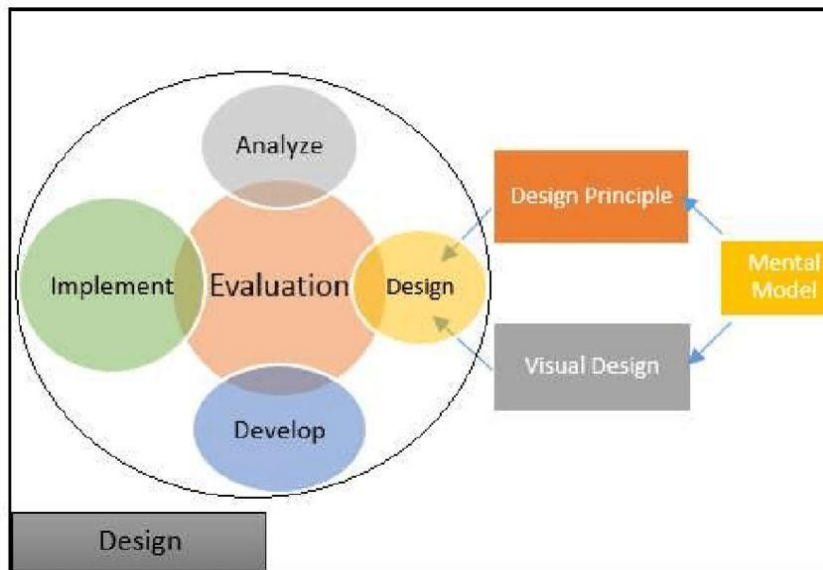 Analyze
Design Principle
Implement
Evaluation
Design
Mental
Model
Visual Design
Develop
Design